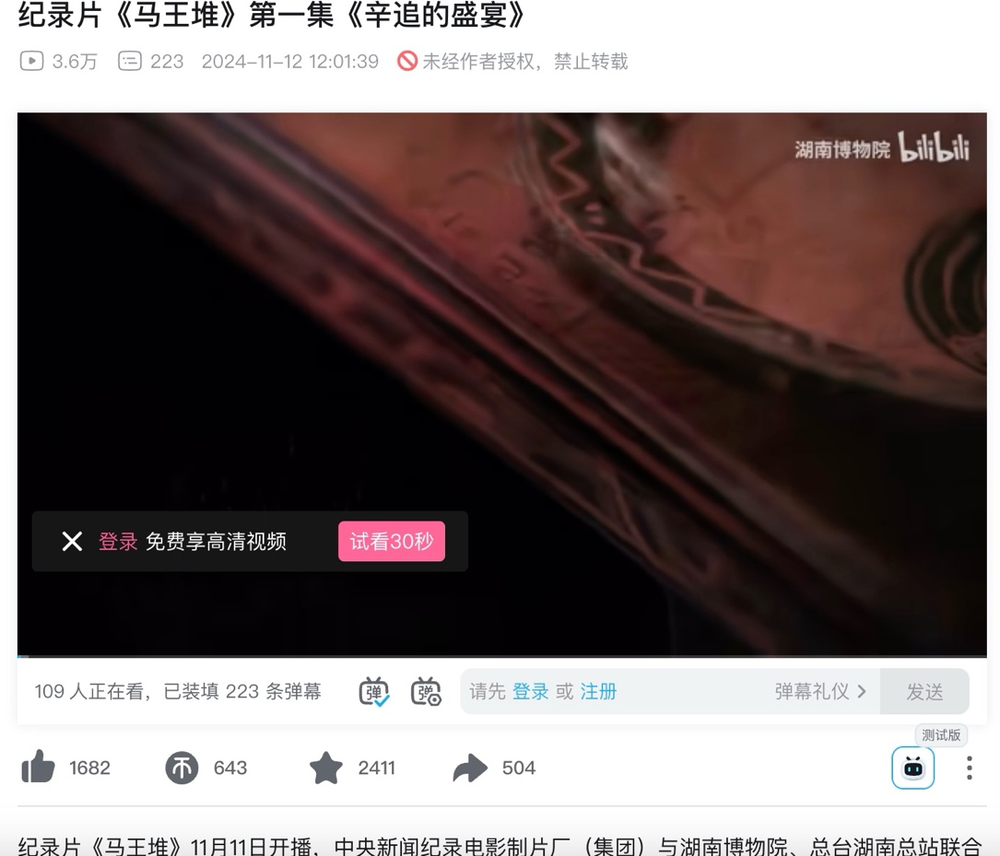 纪录片《马王堆》第一集《辛追的盛宴》
3.6万 223 2024-11-12 12:01:39 未经作者授权，禁止转载
湖南博物院 bilibili
登录 免费享高清视频 试看30秒
109 人正在看，已装填 223 条弹幕 弹 弹 请先 登录 或 注册 弹幕礼仪 发送
测试版
1682 643 2411 504
纪录片《马王堆》11月11日开播，中央新闻纪录电影制片厂（集团）与湖南博物院、总台湖南总站联合